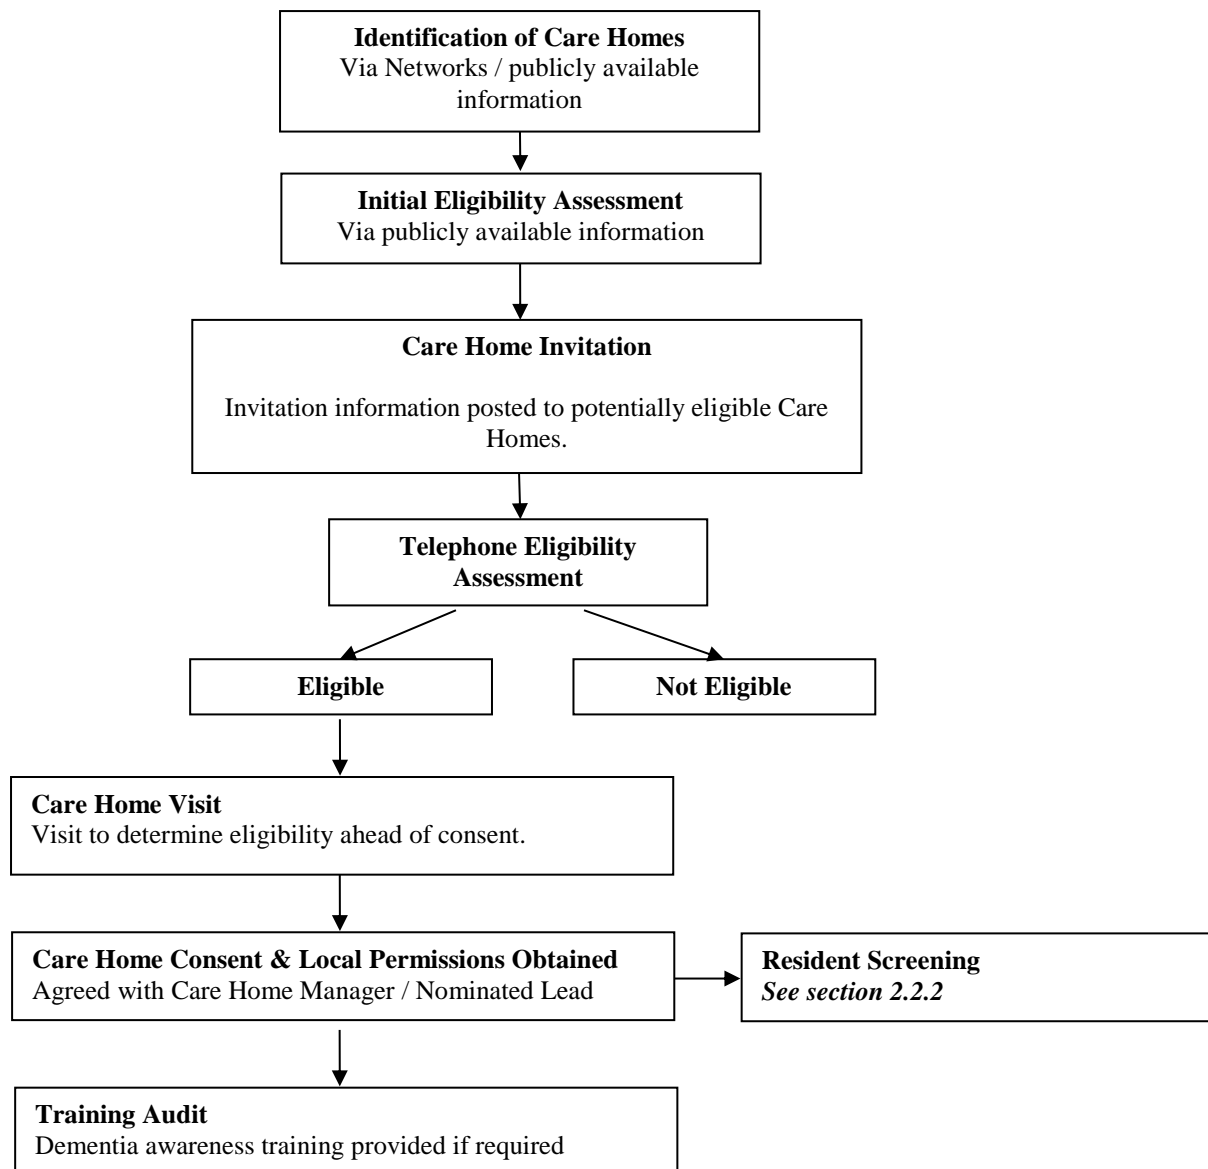 Identification of Care Homes
Via Networks / publicly available
information
Initial Eligibility Assessment
Via publicly available information
Care Home Invitation
Invitation information posted to potentially eligible Care
Homes.
Telephone Eligibility
Assessment
Eligible
Not Eligible
Care Home Visit
Visit to determine eligibility ahead of consent.
Care Home Consent & Local Permissions Obtained
Agreed with Care Home Manager / Nominated Lead
Resident Screening
See section 2.2.2
Training Audit
Dementia awareness training provided if required